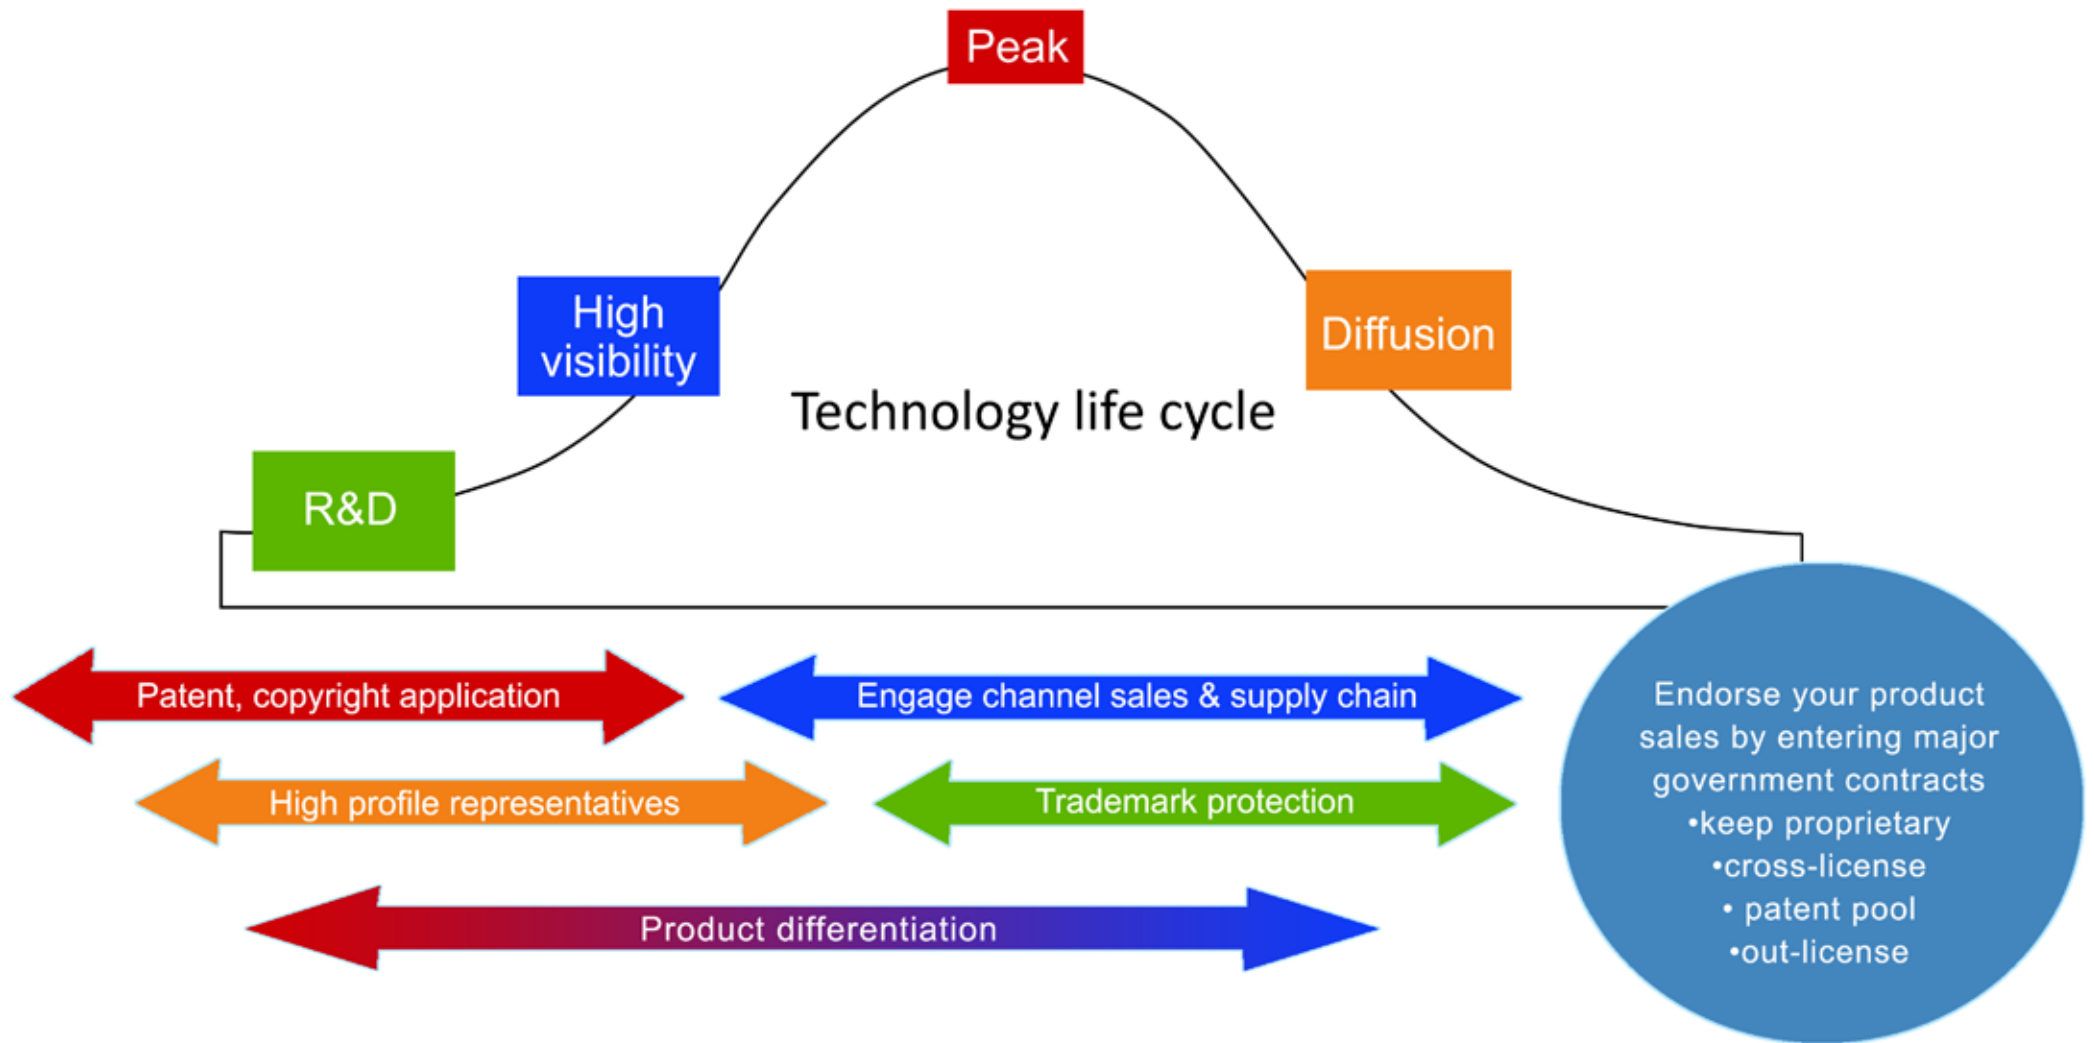 Peak
High
visibility
Diffusion
Technology life cycle
R&D
Patent, copyright application
Engage channel sales & supply chain
High profile representatives
Trademark protection
Product differentiation
Endorse your product
sales by entering major
government contracts
•keep proprietary
•cross-license
• patent pool
•out-license